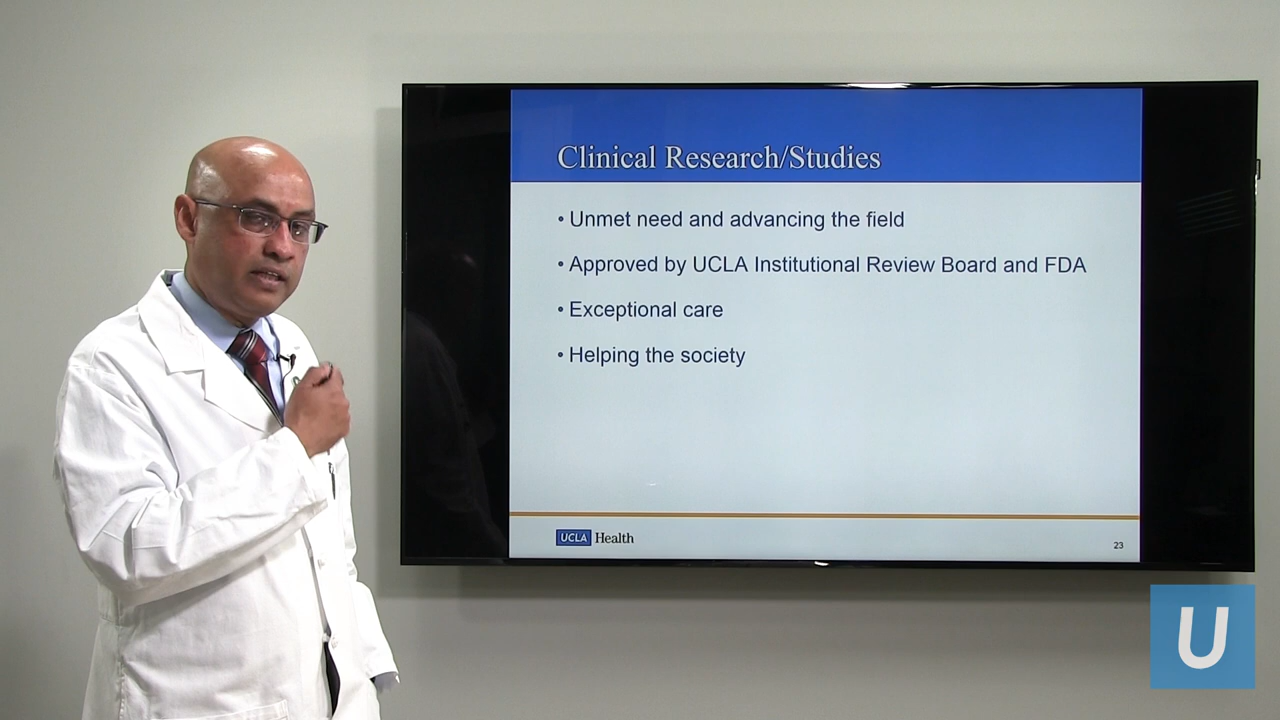 Clinical Research/Studies
• Unmet need and advancing the field
• Approved by UCLA Institutional Review Board and FDA
• Exceptional care
• Helping the society
UCLA Health
23
U